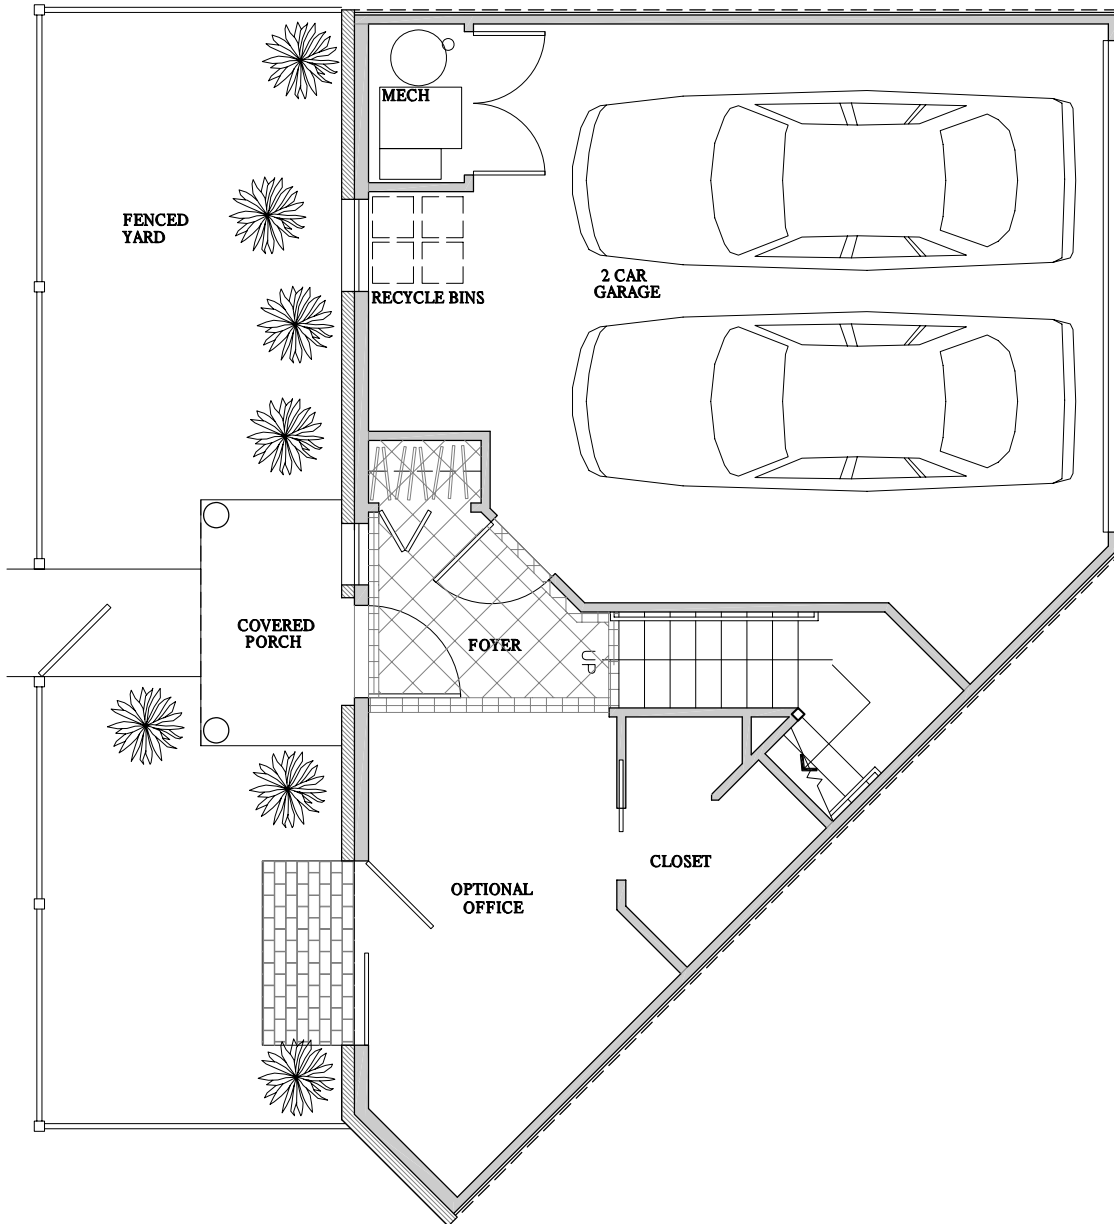 MECH
FENCED
YARD
RECYCLE BINS
2 CAR
GARAGE
COVERED
PORCH
FOYER
UP
CLOSET
OPTIONAL
OFFICE